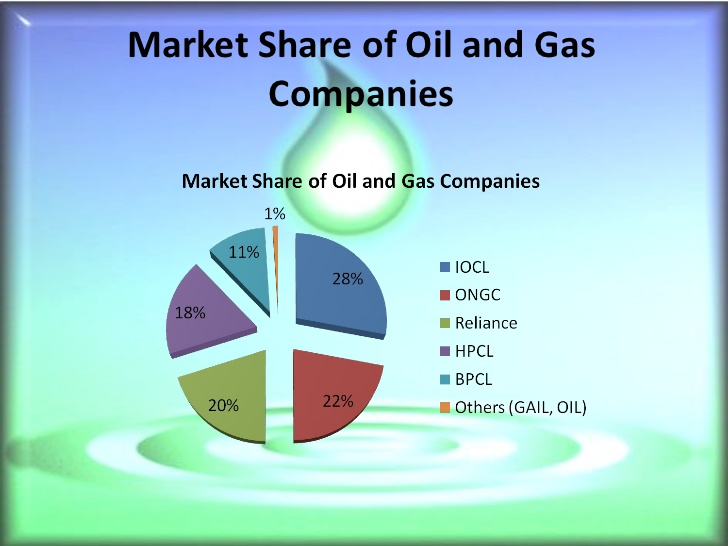 Market Share of Oil and Gas
Companies
Market Share of Oil and Gas Companies
1%
11%
28%
18%
20%
22%
IOCL
ONGC
Reliance
HPCL
BPCL
Others (GAIL, OIL)